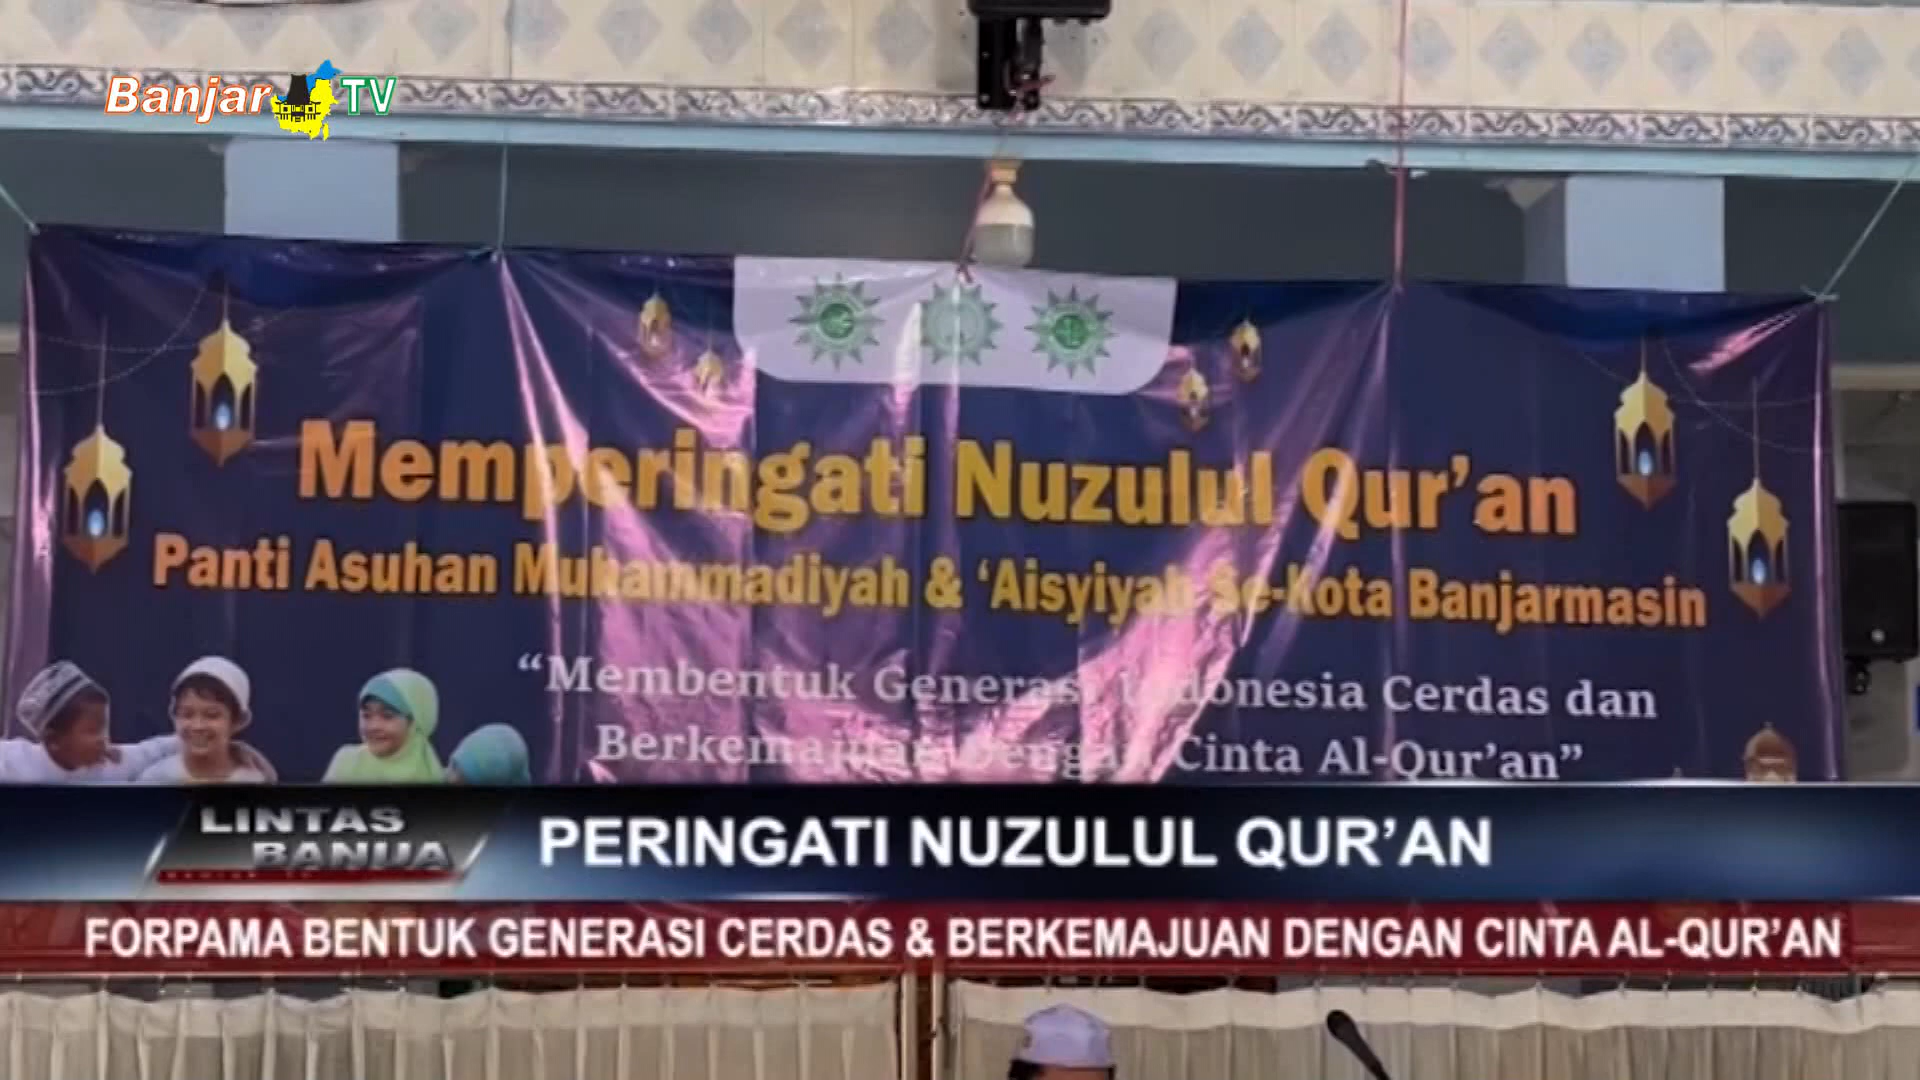 Banjar TV
Memperingati Nuzulul Qur'an
Panti Asuhan Muhammadiyah & 'Aisyiyah Se-Kota Banjarmasin
"Membentuk Generasi Indonesia Cerdas dan
Berkemajuan Dengan Cinta Al-Qur'an"
LINTAS
BANUA
PERINGATI NUZULUL QUR'AN
FORPAMA BENTUK GENERASI CERDAS & BERKEMAJUAN DENGAN CINTA AL-QUR'AN